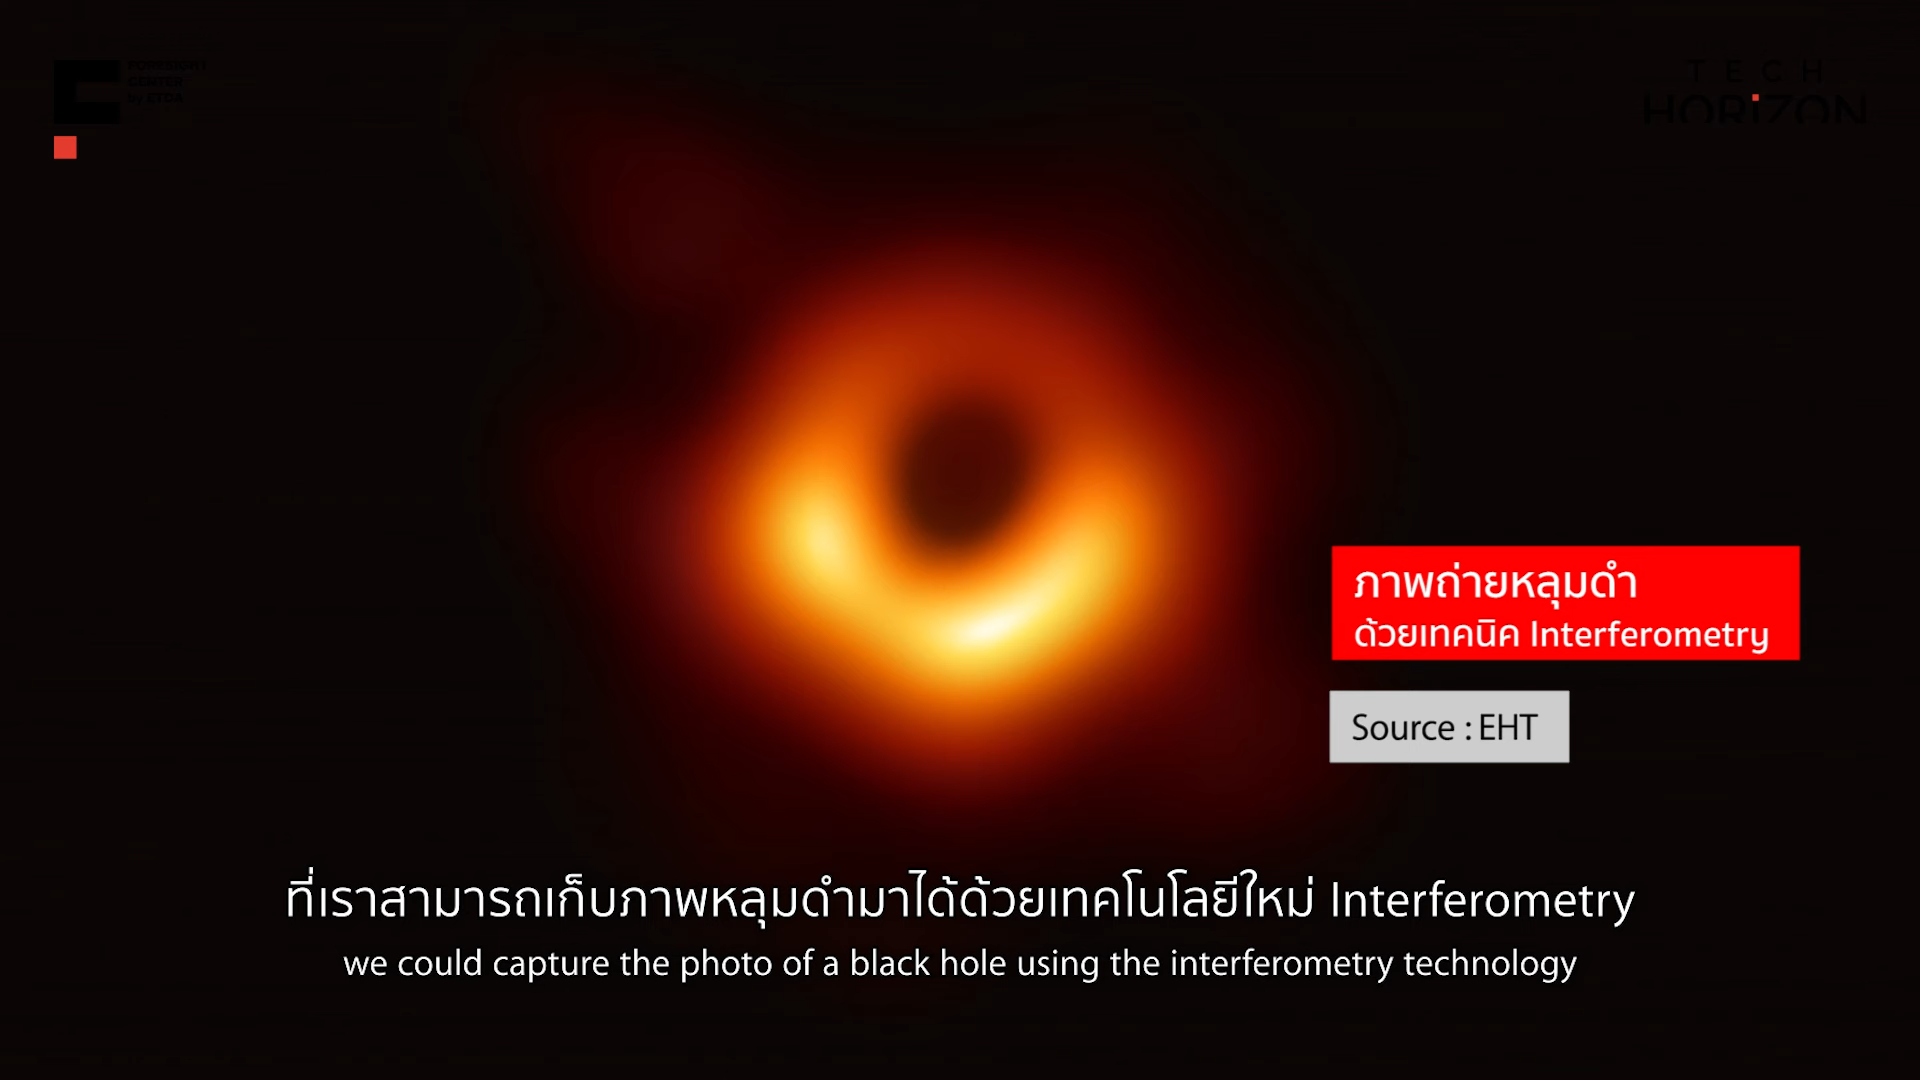 FORESIGHT
CENTER
by ETDA
TECH
HORiZON
ภาพถ่ายหลุมดำ
ด้วยเทคนิค Interferometry
Source : EHT
ที่เราสามารถเก็บภาพหลุมดำมาได้ด้วยเทคโนโลยีใหม่ Interferometry
we could capture the photo of a black hole using the interferometry technology